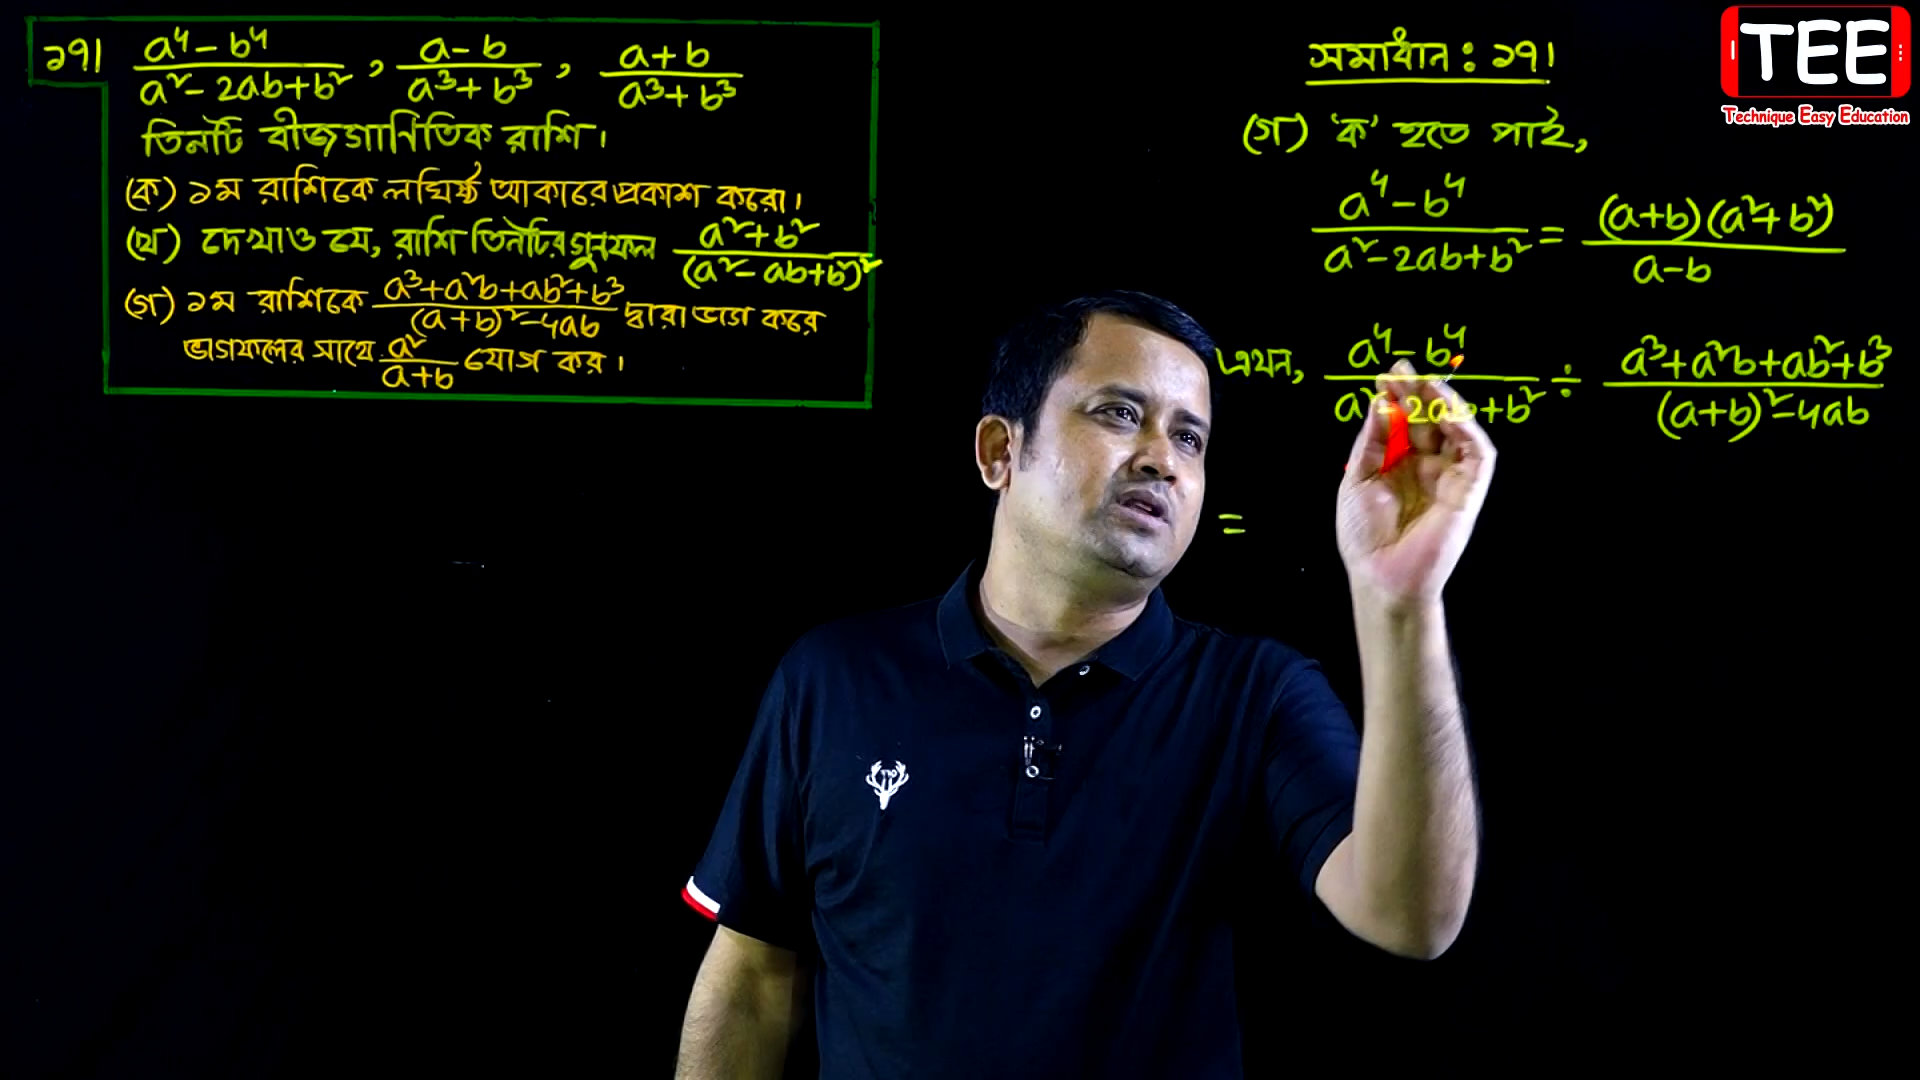 ১৭। a⁴-b⁴/a²-2ab+b², a-b/a³+b³, a+b/a³+b³
তিনটি বীজগাণিতিক রাশি।
(ক) ১ম রাশিকে লঘিষ্ঠ আকারে প্রকাশ করো।
(খ) দেখাও যে, রাশি তিনটির গুনফল a²+b²/(a²-ab+b²)²
(গ) ১ম রাশিকে a³+a²b+ab²+b³/(a+b)²-4ab দ্বারা ভাগ করে
ভাগফলের সাথে a²/a+b যোগ কর।
সমাধান: ১৭।
(গ) 'ক' হতে পাই,
a⁴-b⁴/a²-2ab+b² = (a+b)(a²+b²)/a-b
এখন, a⁴-b⁴/a²-2ab+b² ÷ a³+a²b+ab²+b³/(a+b)²-4ab
=
TEE
Technique Easy Education